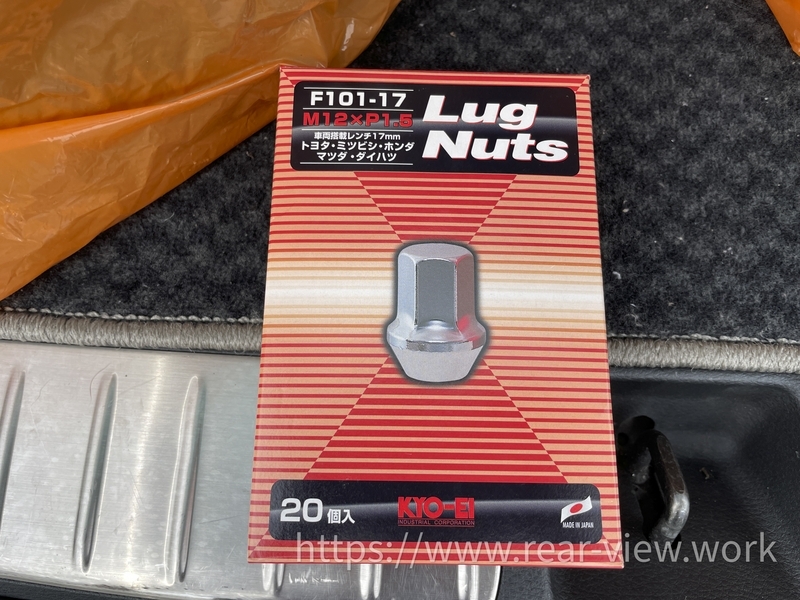 F101-17
M12×P1.5
車両搭載レンチ17mm
トヨタ・ミツビシ・ホンダ
マツダ・ダイハツ
Lug
Nuts
20個入
KYO-EI
INDUSTRIAL CORPORATION
MADE IN JAPAN
https://www.rear-view.work